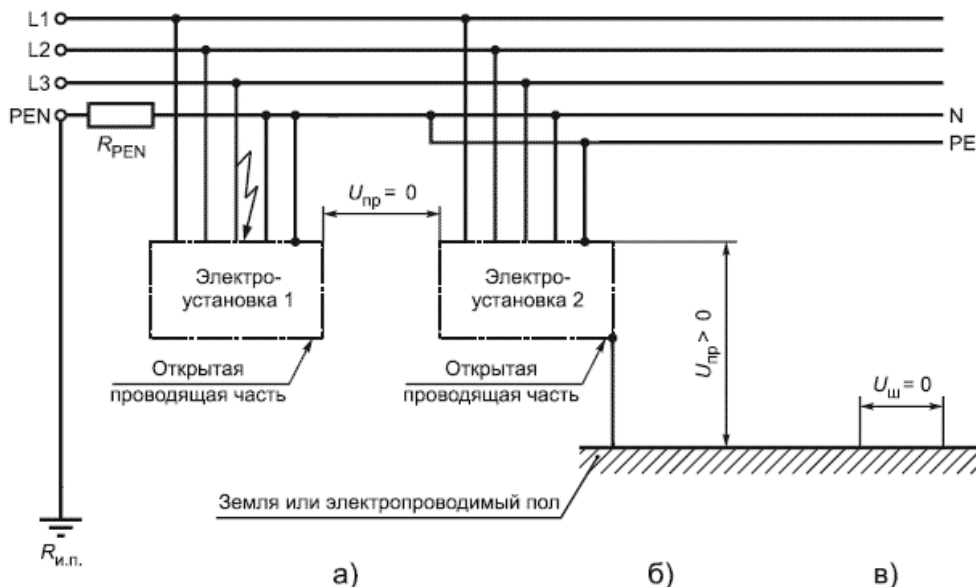 L1
L2
L3
PEN
R_PEN
N
PE
U_пр = 0
Электро-
установка 1
Электро-
установка 2
U_пр > 0
Открытая
проводящая часть
Открытая
проводящая часть
U_ш = 0
Земля или электропроводимый пол
R_и.п.
а)
б)
в)